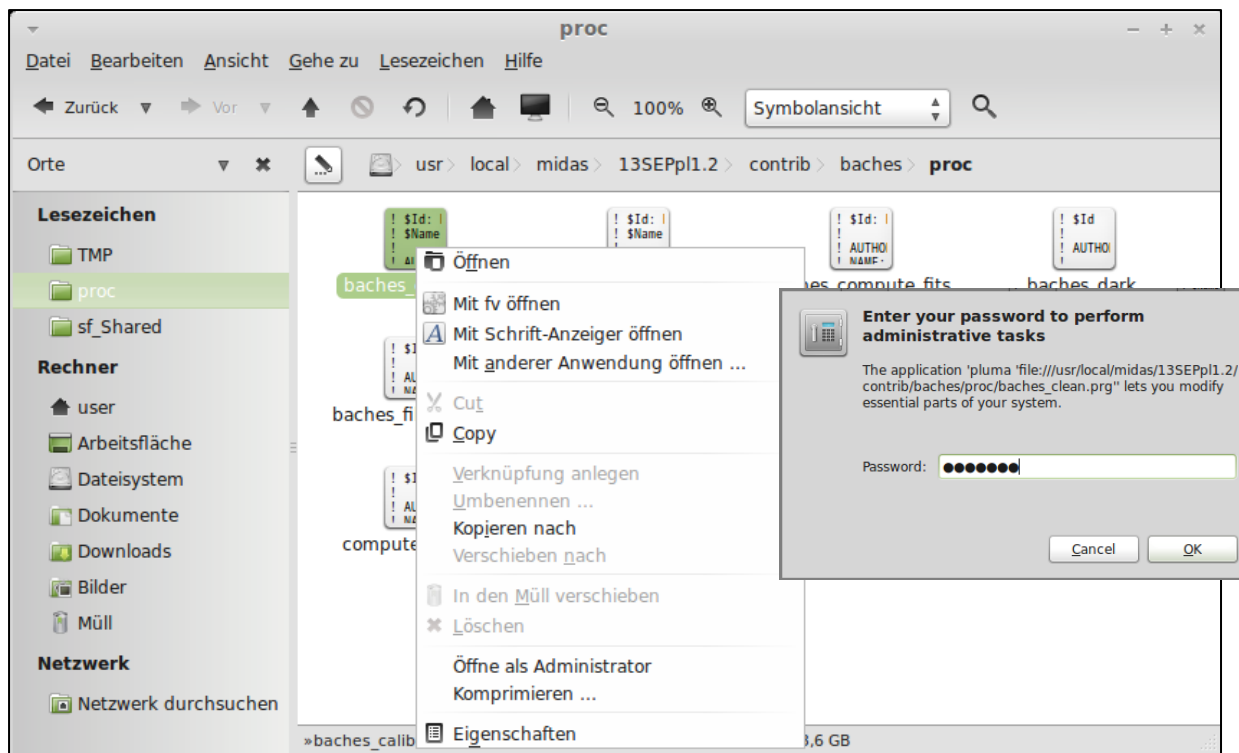 proc
Datei Bearbeiten Ansicht Gehe zu Lesezeichen Hilfe
Zurück Vor 100% Symbolansicht
Orte usr local midas 13SEPpl1.2 contrib baches proc
Lesezeichen
TMP
proc
sf_Shared
Rechner
user
Arbeitsfläche
Dateisystem
Dokumente
Downloads
Bilder
Müll
Netzwerk
Netzwerk durchsuchen
! $Id:
! $Name
!
! $Id:
! $Name
!
! $Id:
!
! AUTHO
! NAME:
! $Id
!
! AUTHO
!
baches_
compute_fits
baches_dark
baches_fi
compute
Öffnen
Mit fv öffnen
Mit Schrift-Anzeiger öffnen
Mit anderer Anwendung öffnen ...
Cut
Copy
Verknüpfung anlegen
Umbenennen ...
Kopieren nach
Verschieben nach
In den Müll verschieben
Löschen
Öffne als Administrator
Komprimieren ...
Eigenschaften
Enter your password to perform
administrative tasks
The application 'pluma 'file:///usr/local/midas/13SEPpl1.2/
contrib/baches/proc/baches_clean.prg'' lets you modify
essential parts of your system.
Password:
Cancel OK
»baches_calib 3,6 GB